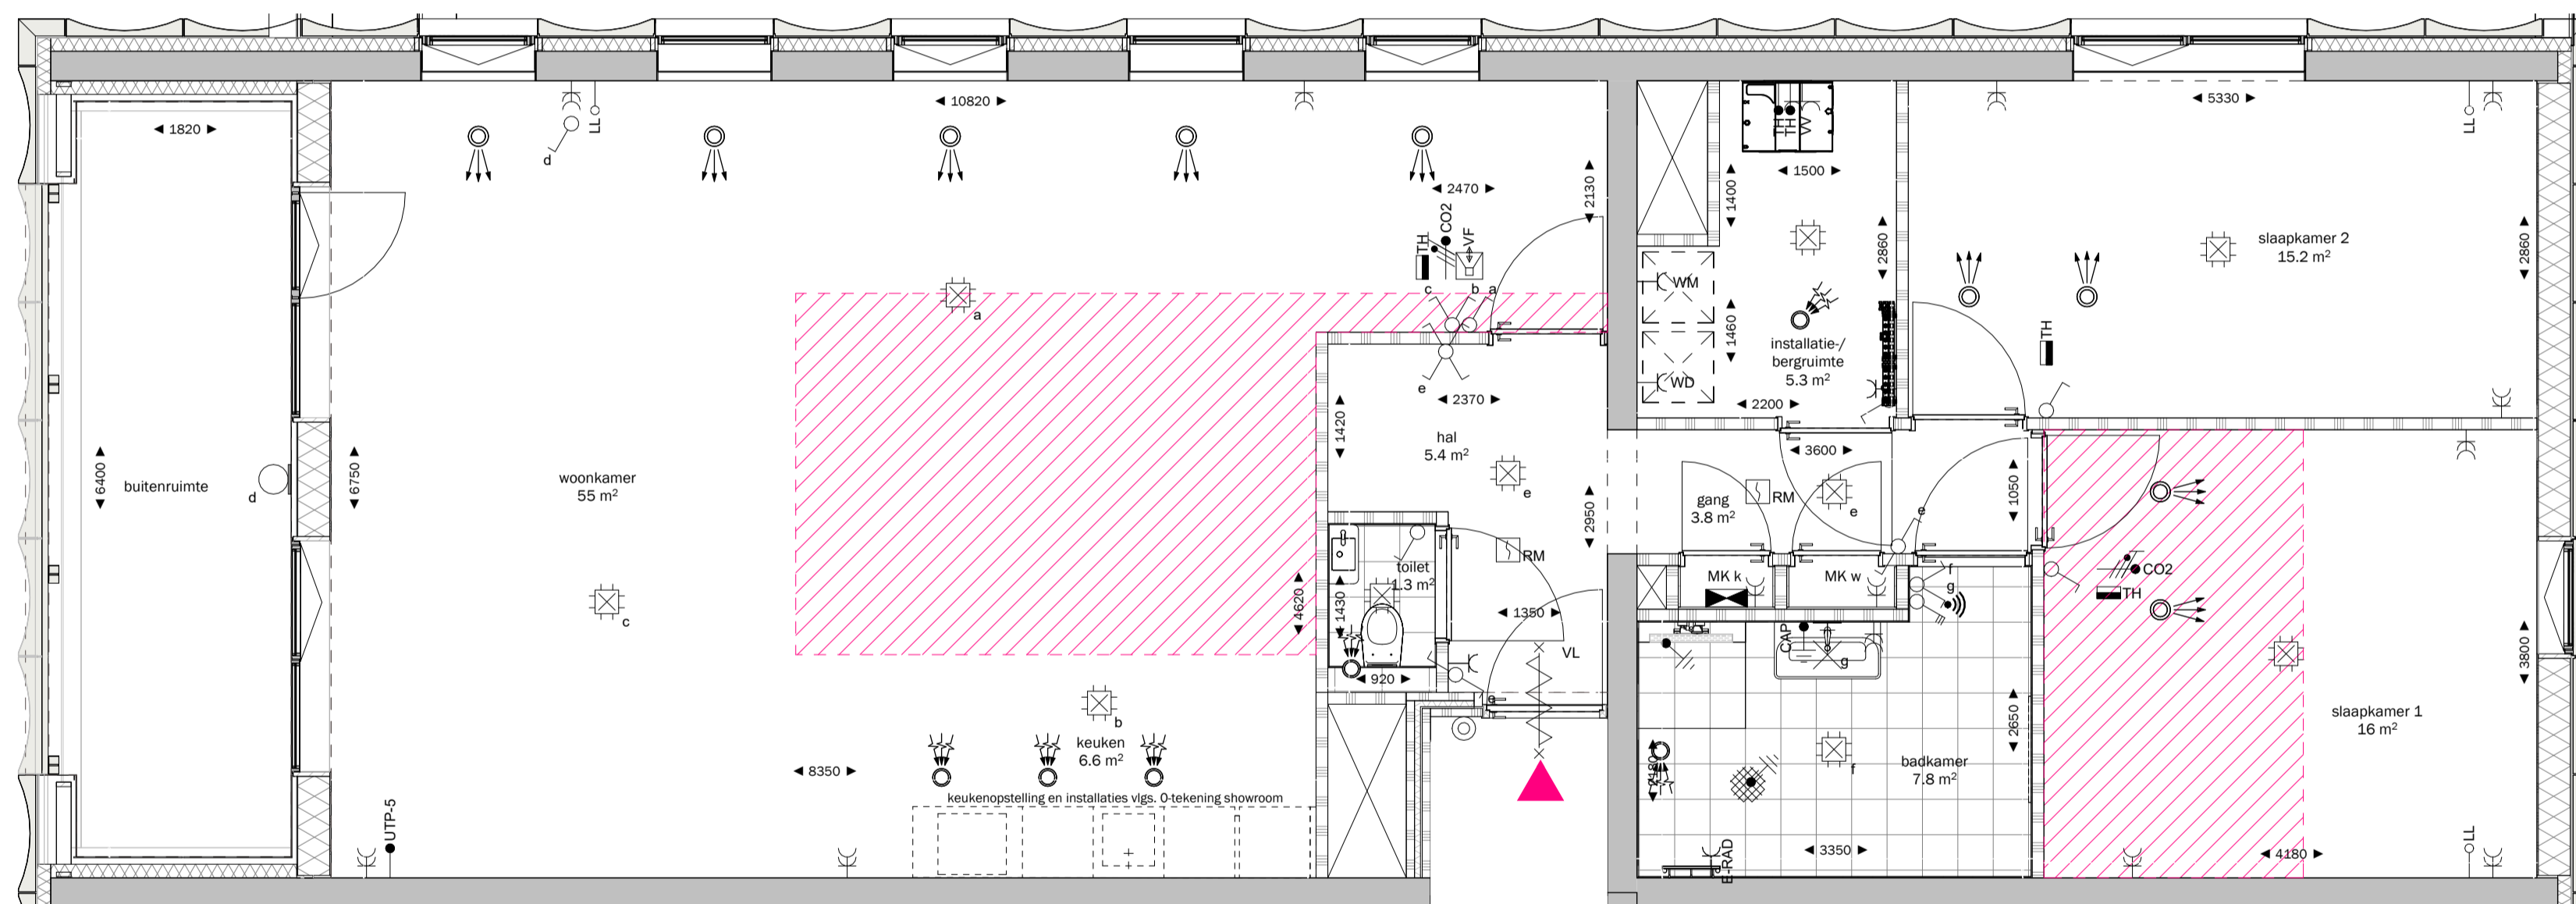 ◄ 1820 ►
◄ 6400 ►
buitenruimte
d
d
LL
◄ 10820 ►
◄ 6750 ►
woonkamer
55 m²
a
c
◄ 2470 ►
◄ 2130 ►
TH
CO2
VF
c
b
a
e
◄ 2370 ►
◄ 1420 ►
hal
5.4 m²
e
◄ 2950 ►
RM
toilet
1.3 m²
◄ 1430 ►
◄ 4620 ►
◄ 920 ►
◄ 1350 ►
VL
b
keuken
6.6 m²
◄ 8350 ►
keukenopstelling en installaties vlgs. 0-tekening showroom
UTP-5
TH
TH
VV
◄ 1500 ►
◄ 1400 ►
◄ 2860 ►
WM
◄ 1460 ►
WD
installatie-/
bergruimte
5.3 m²
◄ 2200 ►
◄ 3600 ►
gang
3.8 m²
RM
e
e
◄ 1050 ►
MK k
MK w
f
g
CAP
g
◄ 2650 ►
badkamer
7.8 m²
f
◄ 3350 ►
E-RAD
◄ 5330 ►
LL
slaapkamer 2
15.2 m²
◄ 2860 ►
TH
CO2
TH
◄ 3800 ►
slaapkamer 1
16 m²
◄ 4180 ►
LL